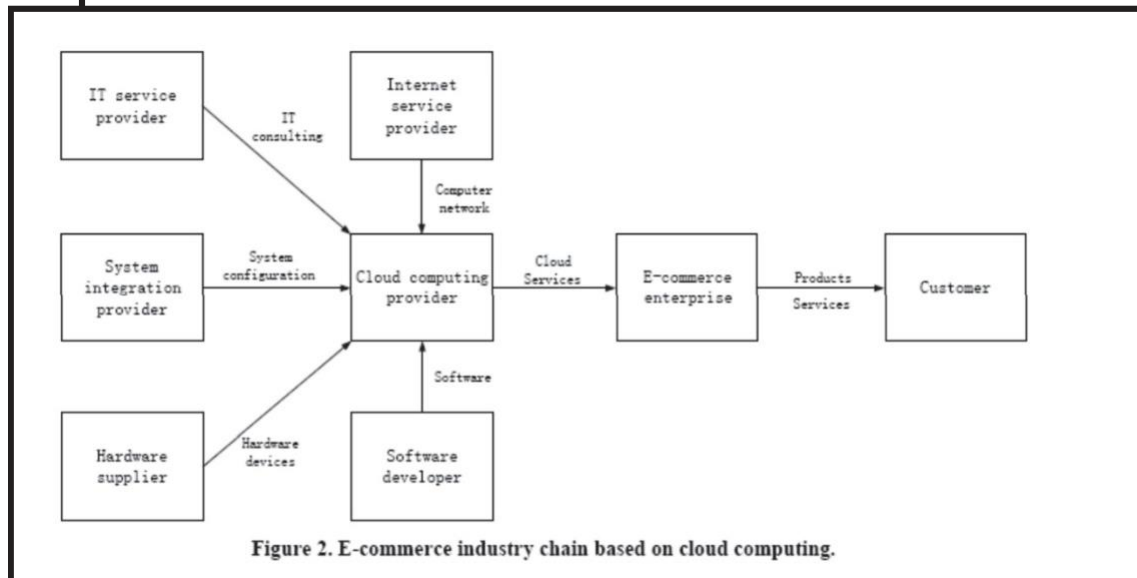 IT service
provider
IT
consulting
Internet
service
provider
Computer
network
System
integration
provider
System
configuration
Cloud computing
provider
Cloud
Services
E-commerce
enterprise
Products
Services
Customer
Hardware
supplier
Hardware
devices
Software
Software
developer
Figure 2. E-commerce industry chain based on cloud computing.